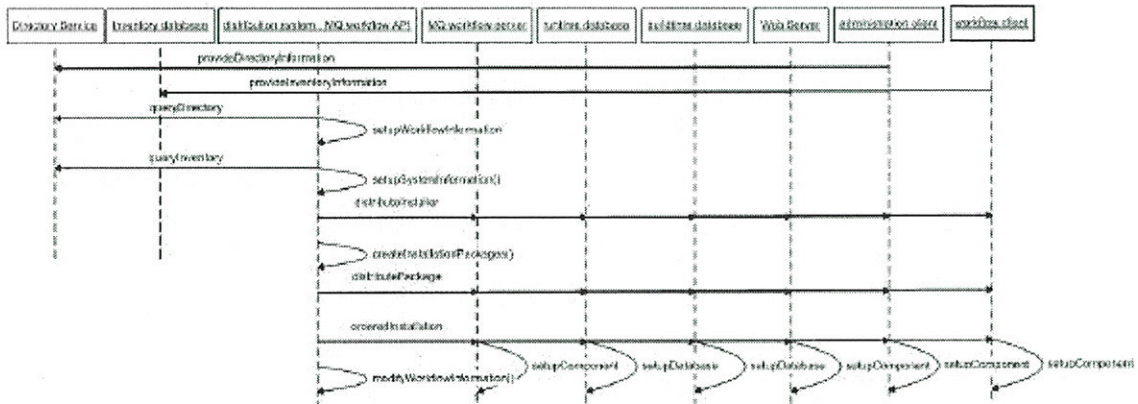 Directory Service
Inventory database
distribution system , MQ workflow API
MQ workflow server
runtime database
buildtime database
Web Server
administration client
workflow client
provideDirectoryInformation
provideInventoryInformation
queryDirectory
setupWorkflowInformation
queryInventory
setupSystemInformation()
distributeInstaller
createInstallationPackages()
distributePackage
orderedInstallation
modifyWorkflowInformation()
setupComponent
setupDatabase
setupDatabase
setupComponent
setupComponent
setupComponent